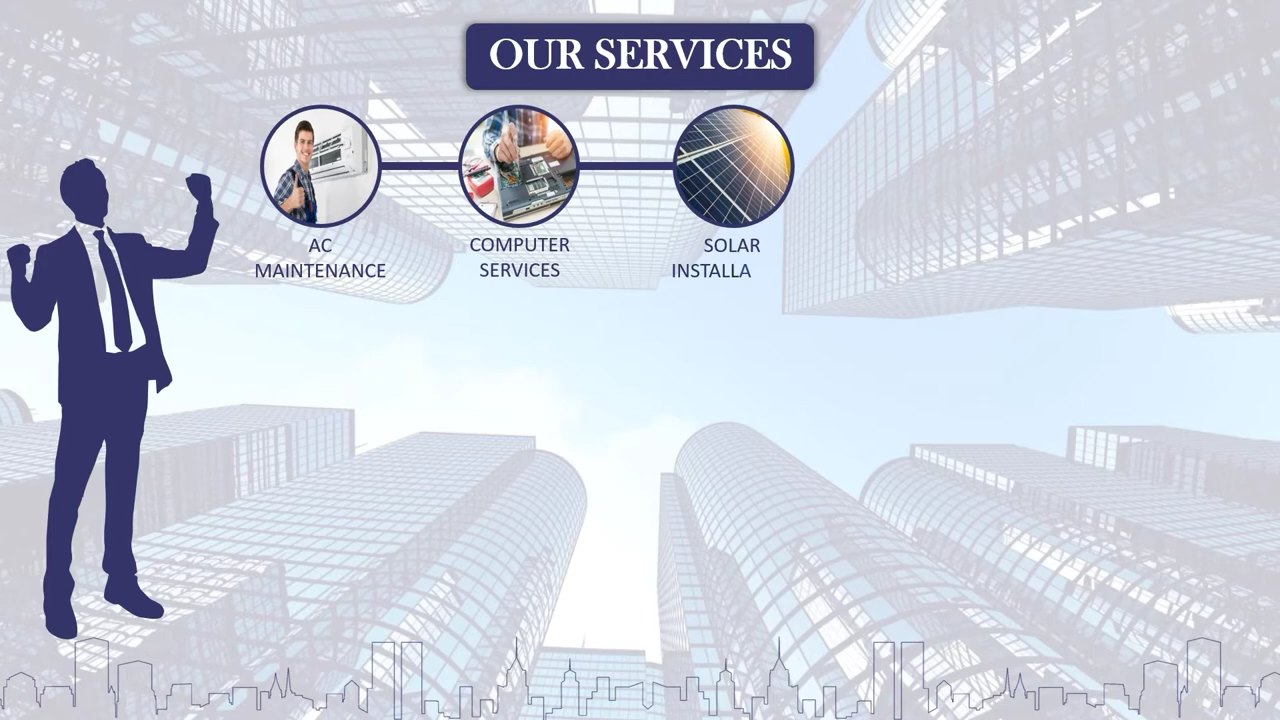 OUR SERVICES
AC
MAINTENANCE
COMPUTER
SERVICES
SOLAR
INSTALLA